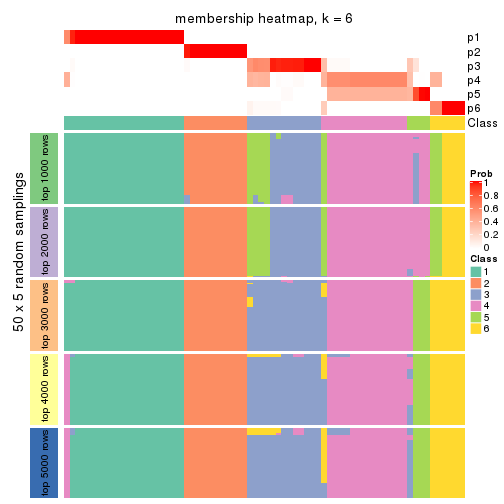 membership heatmap, k = 6
p1
p2
p3
p4
p5
p6
Class
50 x 5 random samplings
top 1000 rows
top 2000 rows
top 3000 rows
top 4000 rows
top 5000 rows
Prob
1
0.8
0.6
0.4
0.2
0
Class
1
2
3
4
5
6